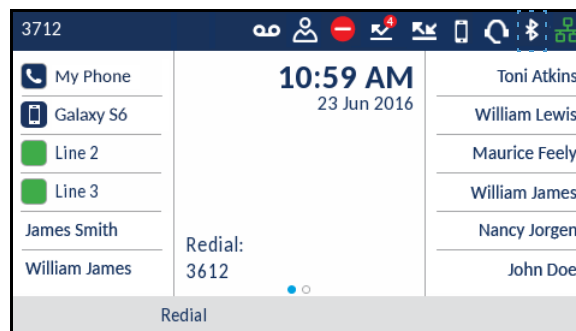 3712
4
My Phone
Galaxy S6
Line 2
Line 3
James Smith
William James
10:59 AM
23 Jun 2016
Redial:
3612
Toni Atkins
William Lewis
Maurice Feely
William James
Nancy Jorgen
John Doe
Redial